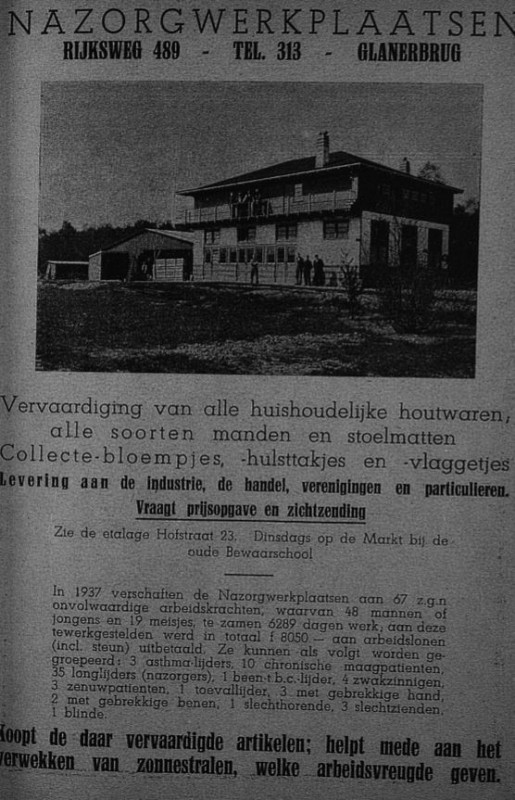 NAZORGWERKPLAATSEN
RIJKSWEG 489 - TEL. 313 - GLANERBRUG
Vervaardiging van alle huishoudelijke houtwaren,
alle soorten manden en stoelmatten
Collecte-bloempjes, -hulsttakjes en -vlaggetjes
Levering aan de industrie, de handel, verenigingen en particulieren.
Vraagt prijsopgave en zichtzending
Zie de etalage Hofstraat 23. Dinsdags op de Markt bij de
oude Bewaarschool
In 1937 verschaften de Nazorgwerkplaatsen aan 67 z.g.n
onvolwaardige arbeidskrachten, waarvan 48 mannen of
jongens en 19 meisjes, te zamen 6289 dagen werk; aan deze
tewerkgestelden werd in totaal f 8050 — aan arbeidslonen
(incl. steun) uitbetaald. Ze kunnen als volgt worden ge-
groepeerd: 3 asthma-lijders, 10 chronische maagpatienten,
35 longlijders (nazorgers), 1 been-t.b.c.-lijder, 4 zwakzinnigen,
3 zenuwpatienten, 1 toevallijder, 3 met gebrekkige hand,
2 met gebrekkige benen, 1 slechthorende, 3 slechtzienden,
1 blinde.
Koopt de daar vervaardigde artikelen; helpt mede aan het
verwekken van zonnestralen, welke arbeidsvreugde geven.